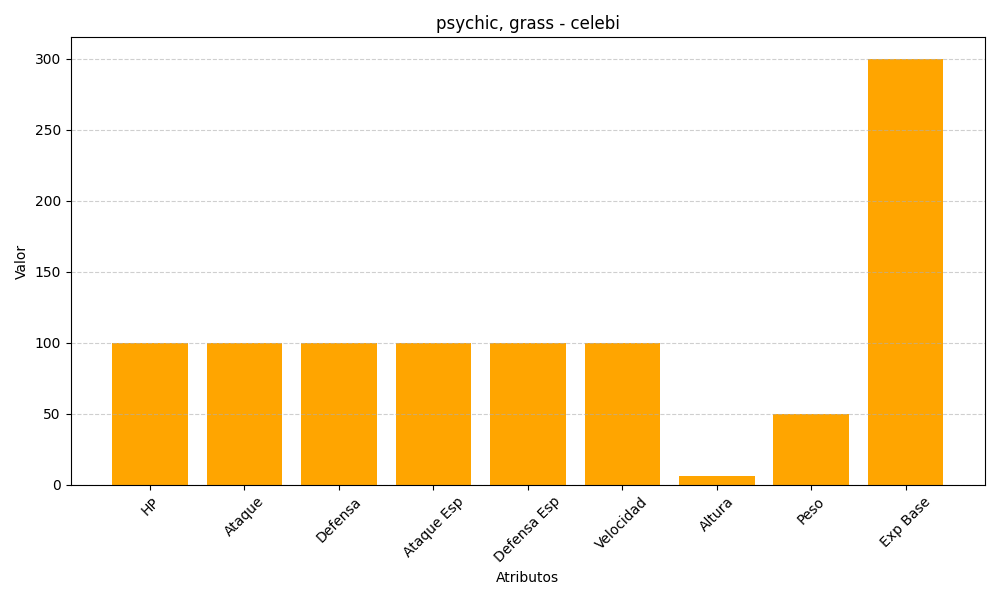 psychic, grass - celebi
Valor
300
250
200
150
100
50
0
HP
Ataque
Defensa
Ataque Esp
Defensa Esp
Velocidad
Altura
Peso
Exp Base
Atributos